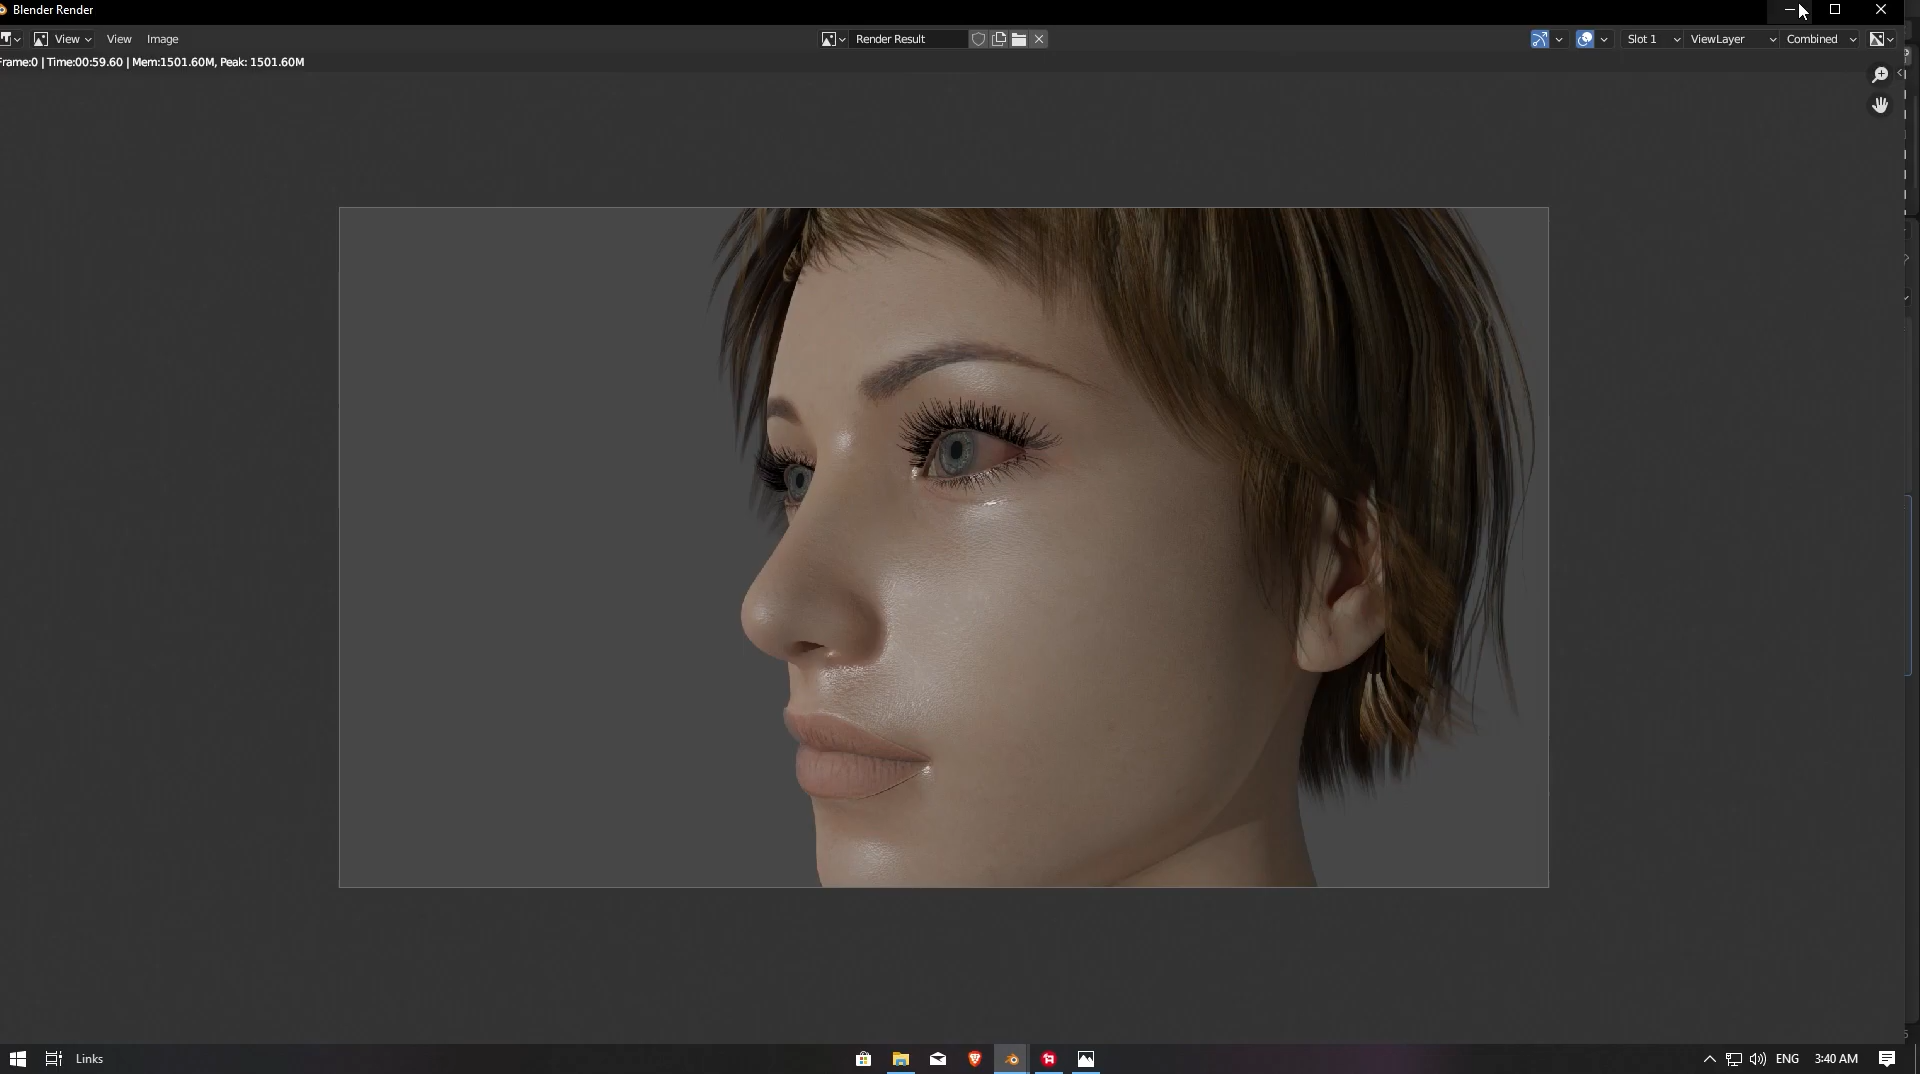 Blender Render
View View Image Render Result Slot 1 ViewLayer Combined
Frame:0 | Time:00:59.60 | Mem:1501.60M, Peak: 1501.60M
Links ENG 3:40 AM